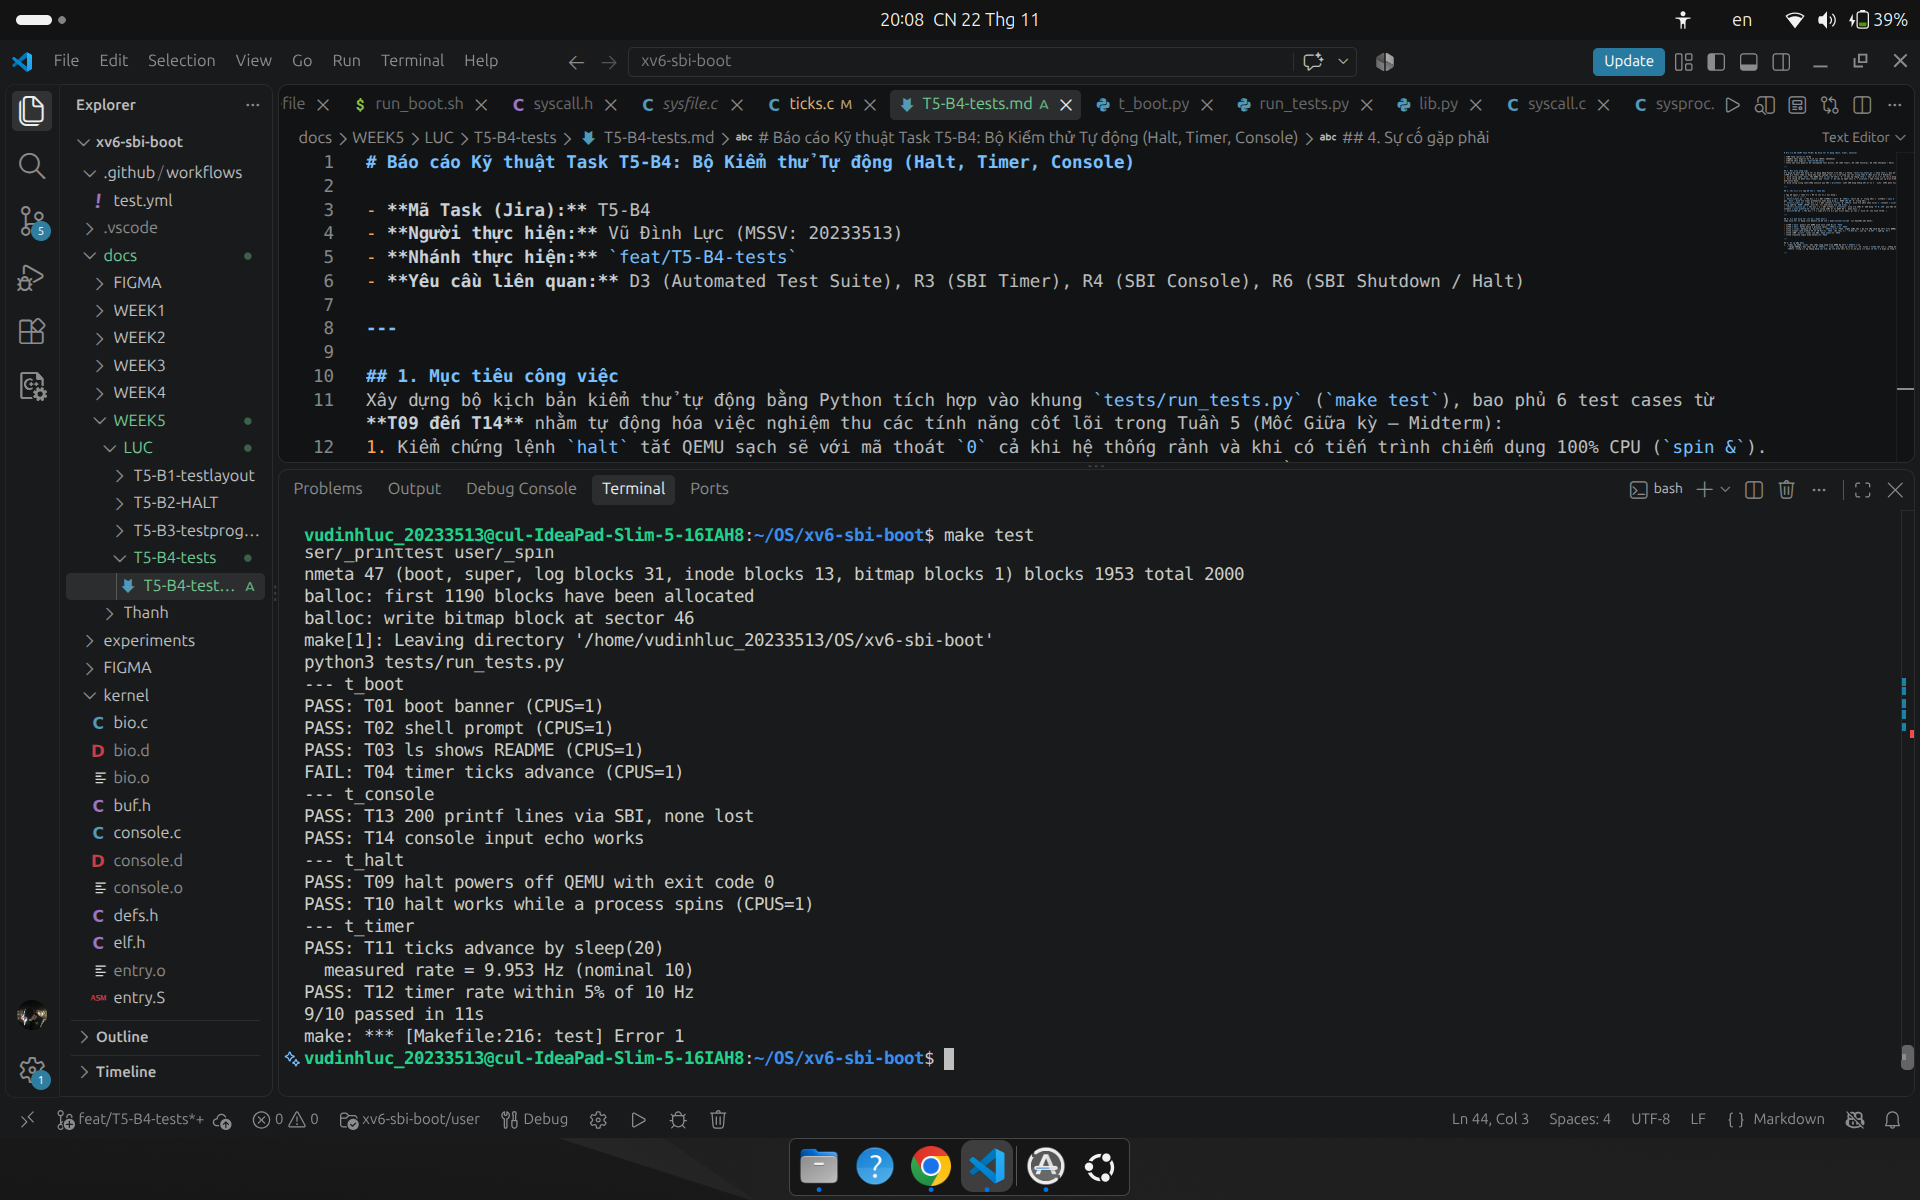 20:08 CN 22 Thg 11
en
39%
File Edit Selection View Go Run Terminal Help
xv6-sbi-boot
Update
Explorer
file
run_boot.sh
syscall.h
sysfile.c
ticks.c M
T5-B4-tests.md A
t_boot.py
run_tests.py
lib.py
syscall.c
sysproc.
docs > WEEK5 > LUC > T5-B4-tests > T5-B4-tests.md > # Báo cáo Kỹ thuật Task T5-B4: Bộ Kiểm thử Tự động (Halt, Timer, Console) > ## 4. Sự cố gặp phải
Text Editor
xv6-sbi-boot
.github/workflows
test.yml
.vscode
docs
FIGMA
WEEK1
WEEK2
WEEK3
WEEK4
WEEK5
LUC
T5-B1-testlayout
T5-B2-HALT
T5-B3-testprog...
T5-B4-tests
T5-B4-test... A
Thanh
experiments
FIGMA
kernel
bio.c
bio.d
bio.o
buf.h
console.c
console.d
console.o
defs.h
elf.h
entry.o
entry.S
Outline
Timeline
5
1
1 # Báo cáo Kỹ thuật Task T5-B4: Bộ Kiểm thử Tự động (Halt, Timer, Console)
2
3 - **Mã Task (Jira):** T5-B4
4 - **Người thực hiện:** Vũ Đình Lực (MSSV: 20233513)
5 - **Nhánh thực hiện:** `feat/T5-B4-tests`
6 - **Yêu cầu liên quan:** D3 (Automated Test Suite), R3 (SBI Timer), R4 (SBI Console), R6 (SBI Shutdown / Halt)
7
8 ---
9
10 ## 1. Mục tiêu công việc
11 Xây dựng bộ kịch bản kiểm thử tự động bằng Python tích hợp vào khung `tests/run_tests.py` (`make test`), bao phủ 6 test cases từ
**T09 đến T14** nhằm tự động hóa việc nghiệm thu các tính năng cốt lõi trong Tuần 5 (Mốc Giữa kỳ – Midterm):
12 1. Kiểm chứng lệnh `halt` tắt QEMU sạch sẽ với mã thoát `0` cả khi hệ thống rảnh và khi có tiến trình chiếm dụng 100% CPU (`spin &`).
Problems Output Debug Console Terminal Ports
bash
vudinhluc_20233513@cul-IdeaPad-Slim-5-16IAH8:~/OS/xv6-sbi-boot$ make test
ser/_printtest user/_spin
nmeta 47 (boot, super, log blocks 31, inode blocks 13, bitmap blocks 1) blocks 1953 total 2000
balloc: first 1190 blocks have been allocated
balloc: write bitmap block at sector 46
make[1]: Leaving directory '/home/vudinhluc_20233513/OS/xv6-sbi-boot'
python3 tests/run_tests.py
--- t_boot
PASS: T01 boot banner (CPUS=1)
PASS: T02 shell prompt (CPUS=1)
PASS: T03 ls shows README (CPUS=1)
FAIL: T04 timer ticks advance (CPUS=1)
--- t_console
PASS: T13 200 printf lines via SBI, none lost
PASS: T14 console input echo works
--- t_halt
PASS: T09 halt powers off QEMU with exit code 0
PASS: T10 halt works while a process spins (CPUS=1)
--- t_timer
PASS: T11 ticks advance by sleep(20)
measured rate = 9.953 Hz (nominal 10)
PASS: T12 timer rate within 5% of 10 Hz
9/10 passed in 11s
make: *** [Makefile:216: test] Error 1
vudinhluc_20233513@cul-IdeaPad-Slim-5-16IAH8:~/OS/xv6-sbi-boot$
feat/T5-B4-tests*+
0 0
xv6-sbi-boot/user
Debug
Ln 44, Col 3
Spaces: 4
UTF-8
LF
{ } Markdown